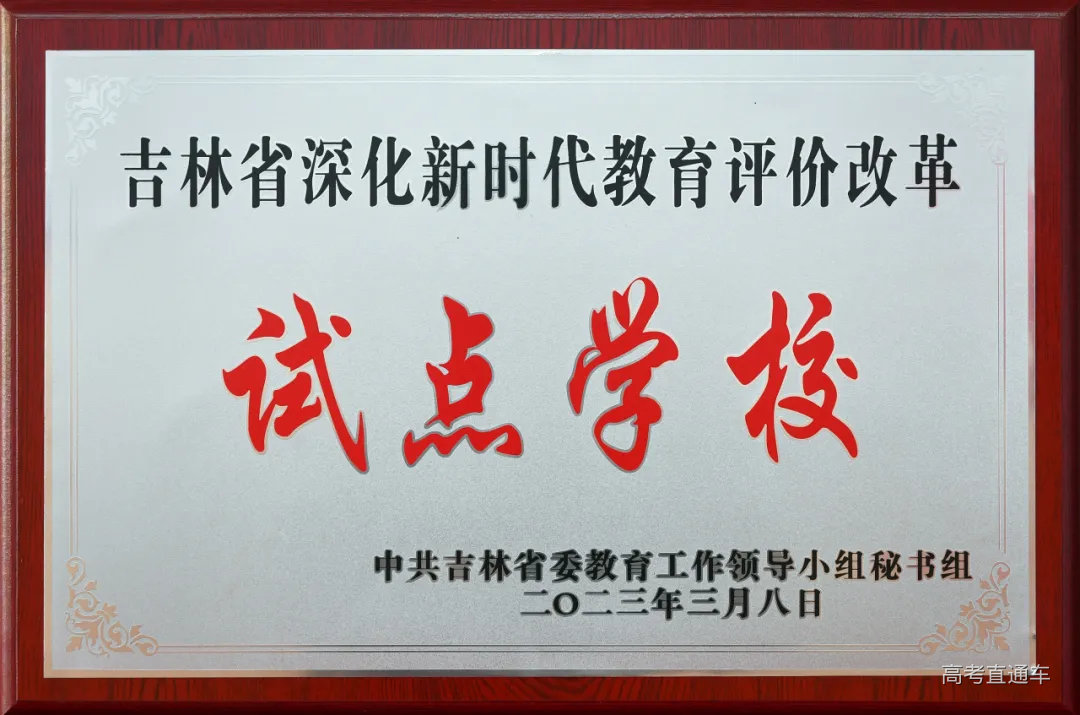 吉林省深化新时代教育评价改革
试点学校
中共吉林省委教育工作领导小组秘书组
二〇二三年三月八日
高考直通车